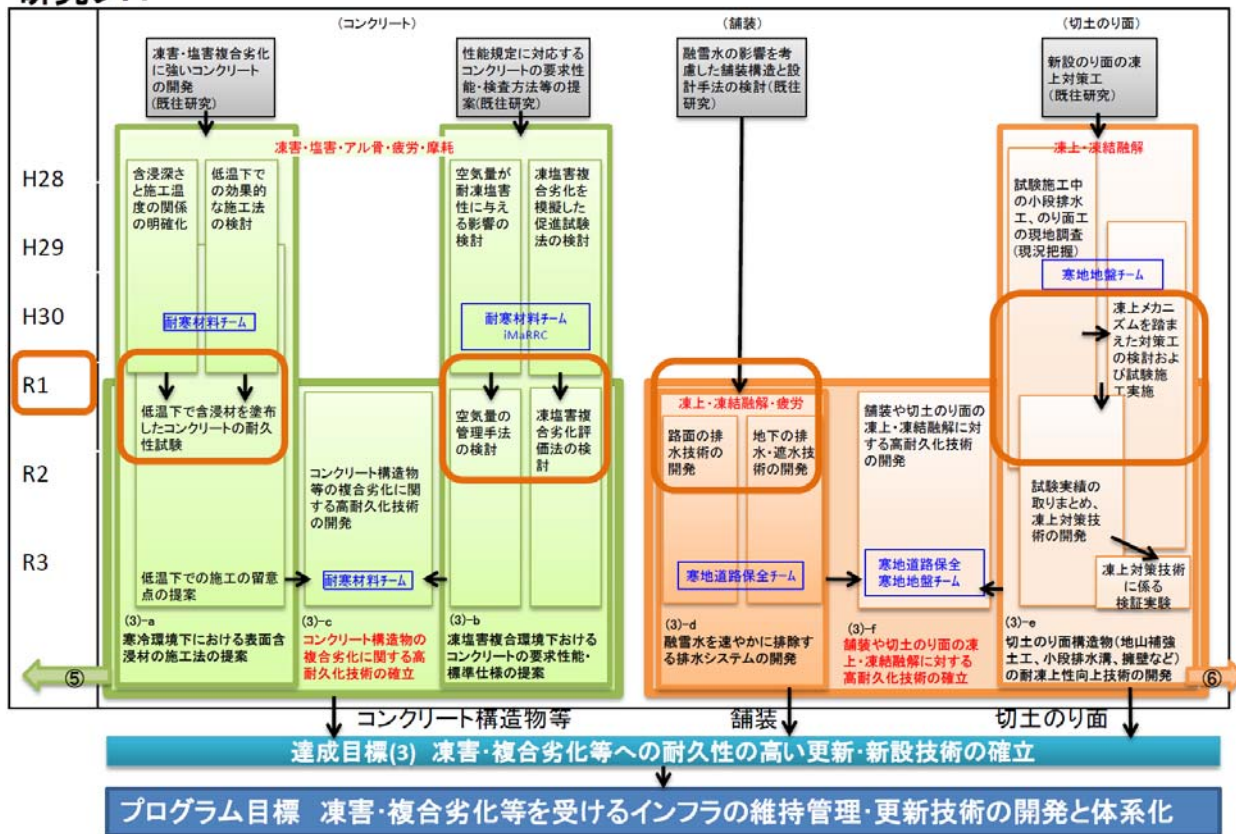 (コンクリート)
(舗装)
(切土のり面)
凍害・塩害複合劣化
に強いコンクリート
の開発
(既往研究)
性能規定に対応する
コンクリートの要求性
能・検査方法等の提
案(既往研究)
融雪水の影響を考
慮した舗装構造と設
計手法の検討(既往
研究)
新設のり面の凍
上対策工
(既往研究)
H28
H29
H30
R1
R2
R3
凍害・塩害・アル骨・疲労・摩耗
含浸深さ
と施工温
度の関係
の明確化
低温下で
の効果的
な施工法
の検討
空気量が
耐凍塩害
性に与え
る影響の
検討
凍塩害複
合劣化を
模擬した
促進試験
法の検討
耐寒材料チーム
耐寒材料チーム
iMaRRC
低温下で含浸材を塗布
したコンクリートの耐久
性試験
空気量の
管理手法
の検討
凍塩害複
合劣化評
価法の検
討
コンクリート構造物
等の複合劣化に関
する高耐久化技術
の開発
低温下での施工の留意
点の提案
耐寒材料チーム
(3)-a
寒冷環境下における表面含
浸材の施工法の提案
(3)-c
コンクリート構造物の
複合劣化に関する高
耐久化技術の確立
(3)-b
凍塩害複合環境下おける
コンクリートの要求性能・
標準仕様の提案
凍上・凍結融解・疲労
路面の排
水技術の
開発
地下の排
水・遮水技
術の開発
舗装や切土のり面の
凍上・凍結融解に対
する高耐久化技術
の開発
寒地道路保全チーム
寒地道路保全
寒地地盤チーム
(3)-d
融雪水を速やかに排除す
る排水システムの開発
(3)-f
舗装や切土のり面の凍
上・凍結融解に対する
高耐久化技術の確立
凍上・凍結融解
試験施工中
の小段排水
工、のり面工
の現地調査
(現況把握)
寒地地盤チーム
凍上メカニ
ズムを踏ま
えた対策工
の検討およ
び試験施
工実施
試験実績の
取りまとめ、
凍上対策技
術の開発
凍上対策技術
に係る
検証実験
(3)-e
切土のり面構造物(地山補強
土工、小段排水溝、擁壁など)
の耐凍上性向上技術の開発
⑤
⑥
コンクリート構造物等
舗装
切土のり面
達成目標(3) 凍害・複合劣化等への耐久性の高い更新・新設技術の確立
プログラム目標 凍害・複合劣化等を受けるインフラの維持管理・更新技術の開発と体系化